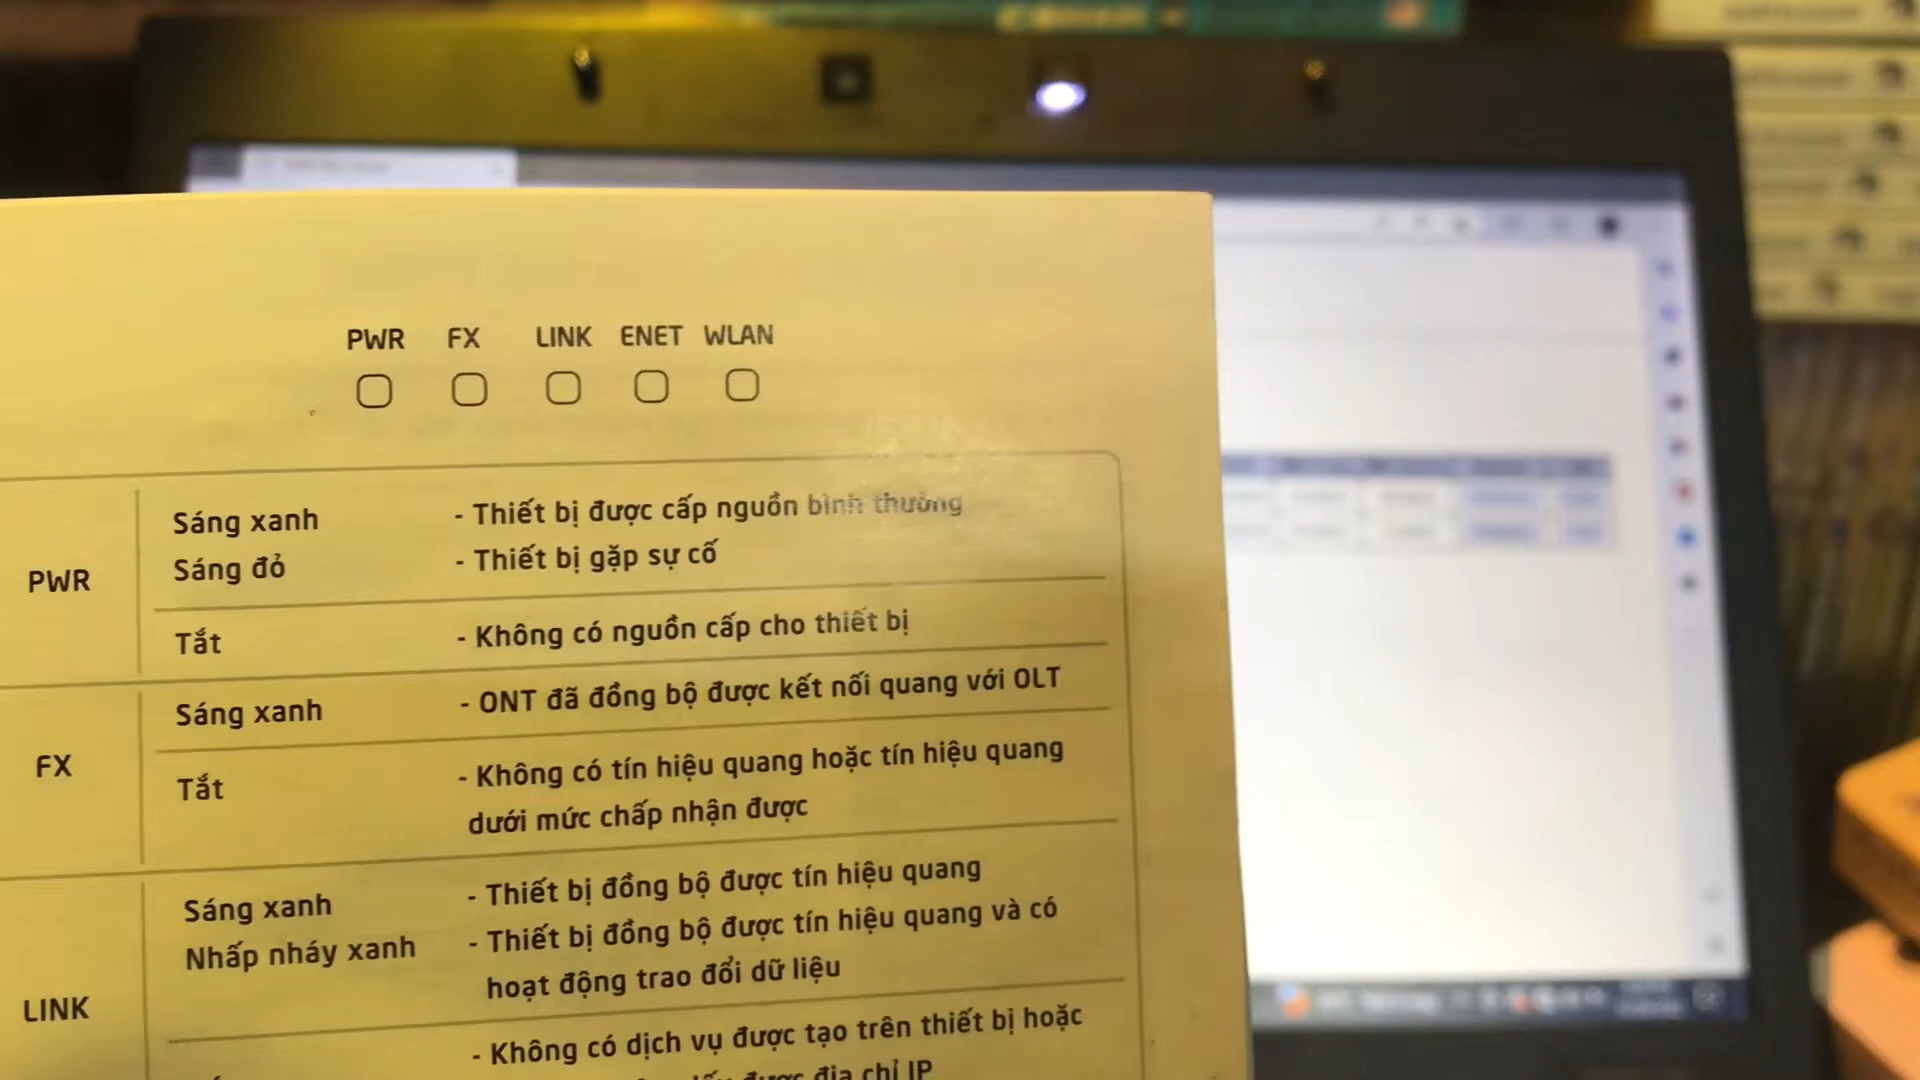 PWR FX LINK ENET WLAN
PWR
Sáng xanh - Thiết bị được cấp nguồn bình thường
Sáng đỏ - Thiết bị gặp sự cố
Tắt - Không có nguồn cấp cho thiết bị
FX
Sáng xanh - ONT đã đồng bộ được kết nối quang với OLT
Tắt - Không có tín hiệu quang hoặc tín hiệu quang
dưới mức chấp nhận được
LINK
Sáng xanh - Thiết bị đồng bộ được tín hiệu quang
Nhấp nháy xanh - Thiết bị đồng bộ được tín hiệu quang và có
hoạt động trao đổi dữ liệu
- Không có dịch vụ được tạo trên thiết bị hoặc
được địa chỉ IP